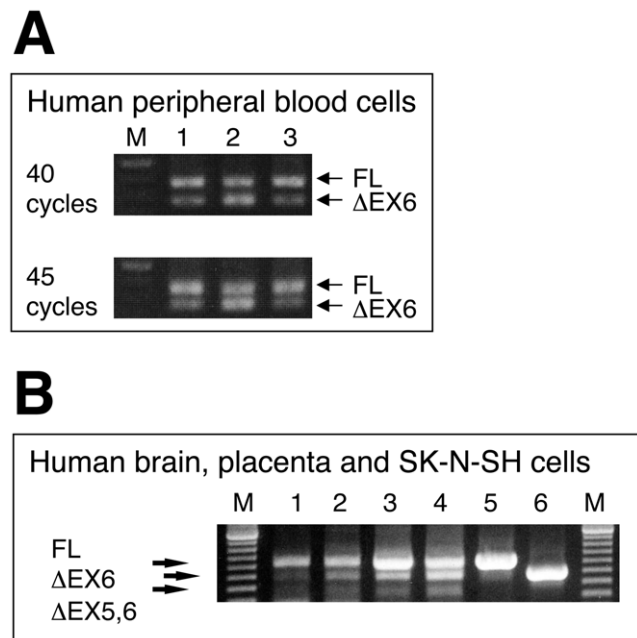 A
Human peripheral blood cells
M 1 2 3
40 cycles
FL
ΔEX6
45 cycles
FL
ΔEX6
B
Human brain, placenta and SK-N-SH cells
M 1 2 3 4 5 6 M
FL
ΔEX6
ΔEX5,6